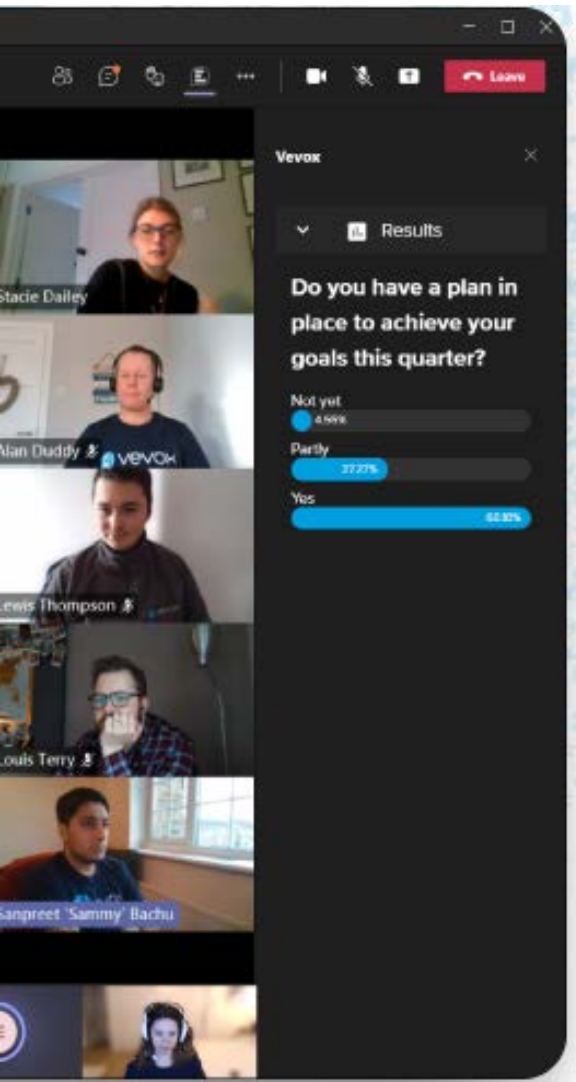 Leave
Vevox
Results
Do you have a plan in
place to achieve your
goals this quarter?
Not yet
Partly
27.27%
Yes
Stacie Dailey
Alan Duddy
vevox
Lewis Thompson
Louis Terry
Sanpreet 'Sammy' Bachu